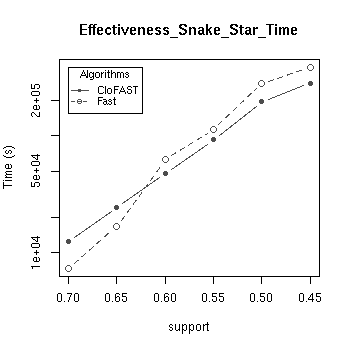 Effectiveness_Snake_Star_Time
Algorithms
CloFAST
Fast
Time (s)
2e+05
5e+04
1e+04
0.70 0.65 0.60 0.55 0.50 0.45
support